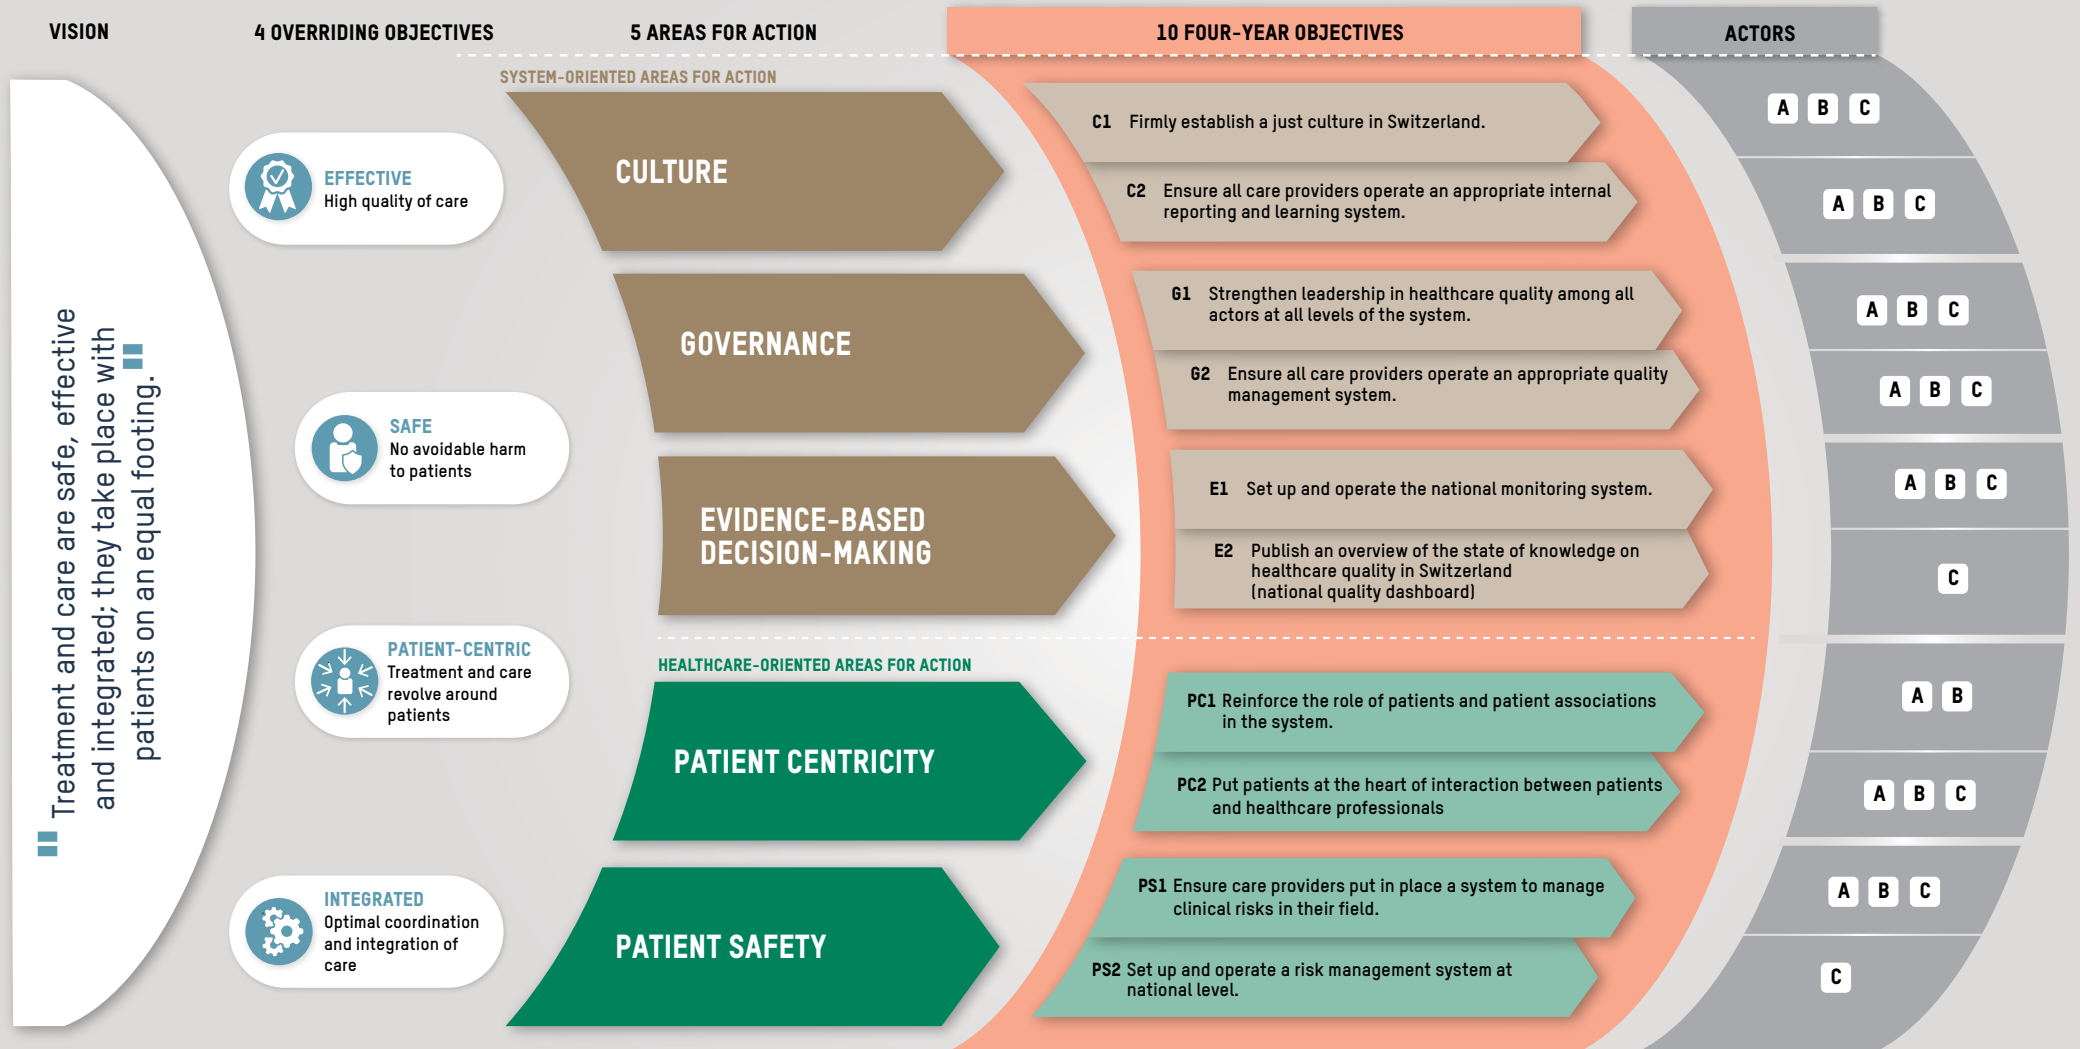 VISION
4 OVERRIDING OBJECTIVES
5 AREAS FOR ACTION
10 FOUR-YEAR OBJECTIVES
ACTORS
"Treatment and care are safe, effective
and integrated; they take place with
patients on an equal footing."
EFFECTIVE
High quality of care
SAFE
No avoidable harm
to patients
PATIENT-CENTRIC
Treatment and care
revolve around
patients
INTEGRATED
Optimal coordination
and integration of
care
SYSTEM-ORIENTED AREAS FOR ACTION
CULTURE
C1 Firmly establish a just culture in Switzerland.
A B C
C2 Ensure all care providers operate an appropriate internal
reporting and learning system.
A B C
GOVERNANCE
G1 Strengthen leadership in healthcare quality among all
actors at all levels of the system.
A B C
G2 Ensure all care providers operate an appropriate quality
management system.
A B C
EVIDENCE-BASED
DECISION-MAKING
E1 Set up and operate the national monitoring system.
A B C
E2 Publish an overview of the state of knowledge on
healthcare quality in Switzerland
(national quality dashboard)
C
HEALTHCARE-ORIENTED AREAS FOR ACTION
PATIENT CENTRICITY
PC1 Reinforce the role of patients and patient associations
in the system.
A B
PC2 Put patients at the heart of interaction between patients
and healthcare professionals
A B C
PATIENT SAFETY
PS1 Ensure care providers put in place a system to manage
clinical risks in their field.
A B C
PS2 Set up and operate a risk management system at
national level.
C